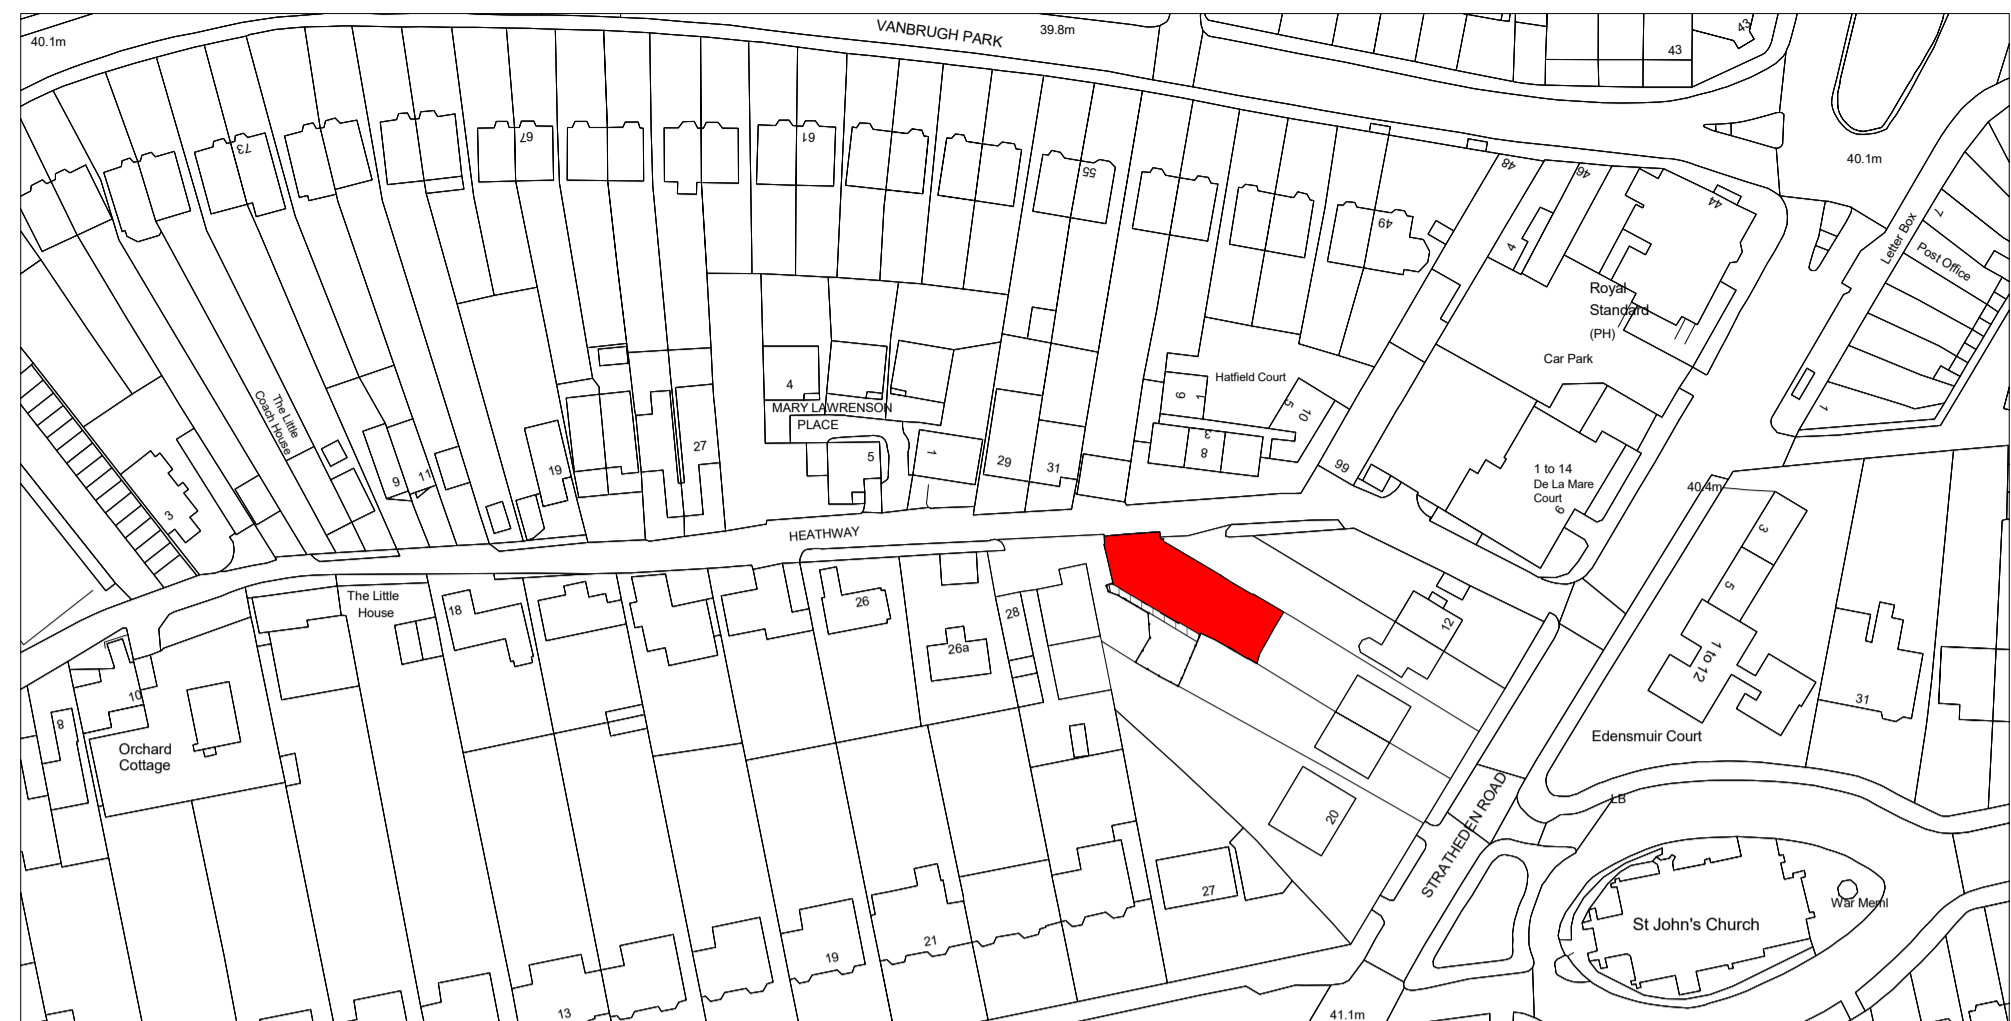 40.1m
VANBRUGH PARK
39.8m
43
43
40.1m
73
67
61
55
49
48
46
44
4
7
Letter Box
Post Office
Royal
Standard
(PH)
Car Park
1
The Little
Coach House
4
MARY LAWRENSON
PLACE
5
1
Hatfield Court
9
1
5
10
3
8
66
1 to 14
De La Mare
Court
9
40.4m
3
9
11
19
27
29
31
HEATHWAY
3
5
1 to 12
31
Edensmuir Court
The Little
House
18
26
26a
28
12
10
8
Orchard
Cottage
20
STRATHEDEN ROAD
LB
27
21
19
13
St John's Church
War Meml
41.1m